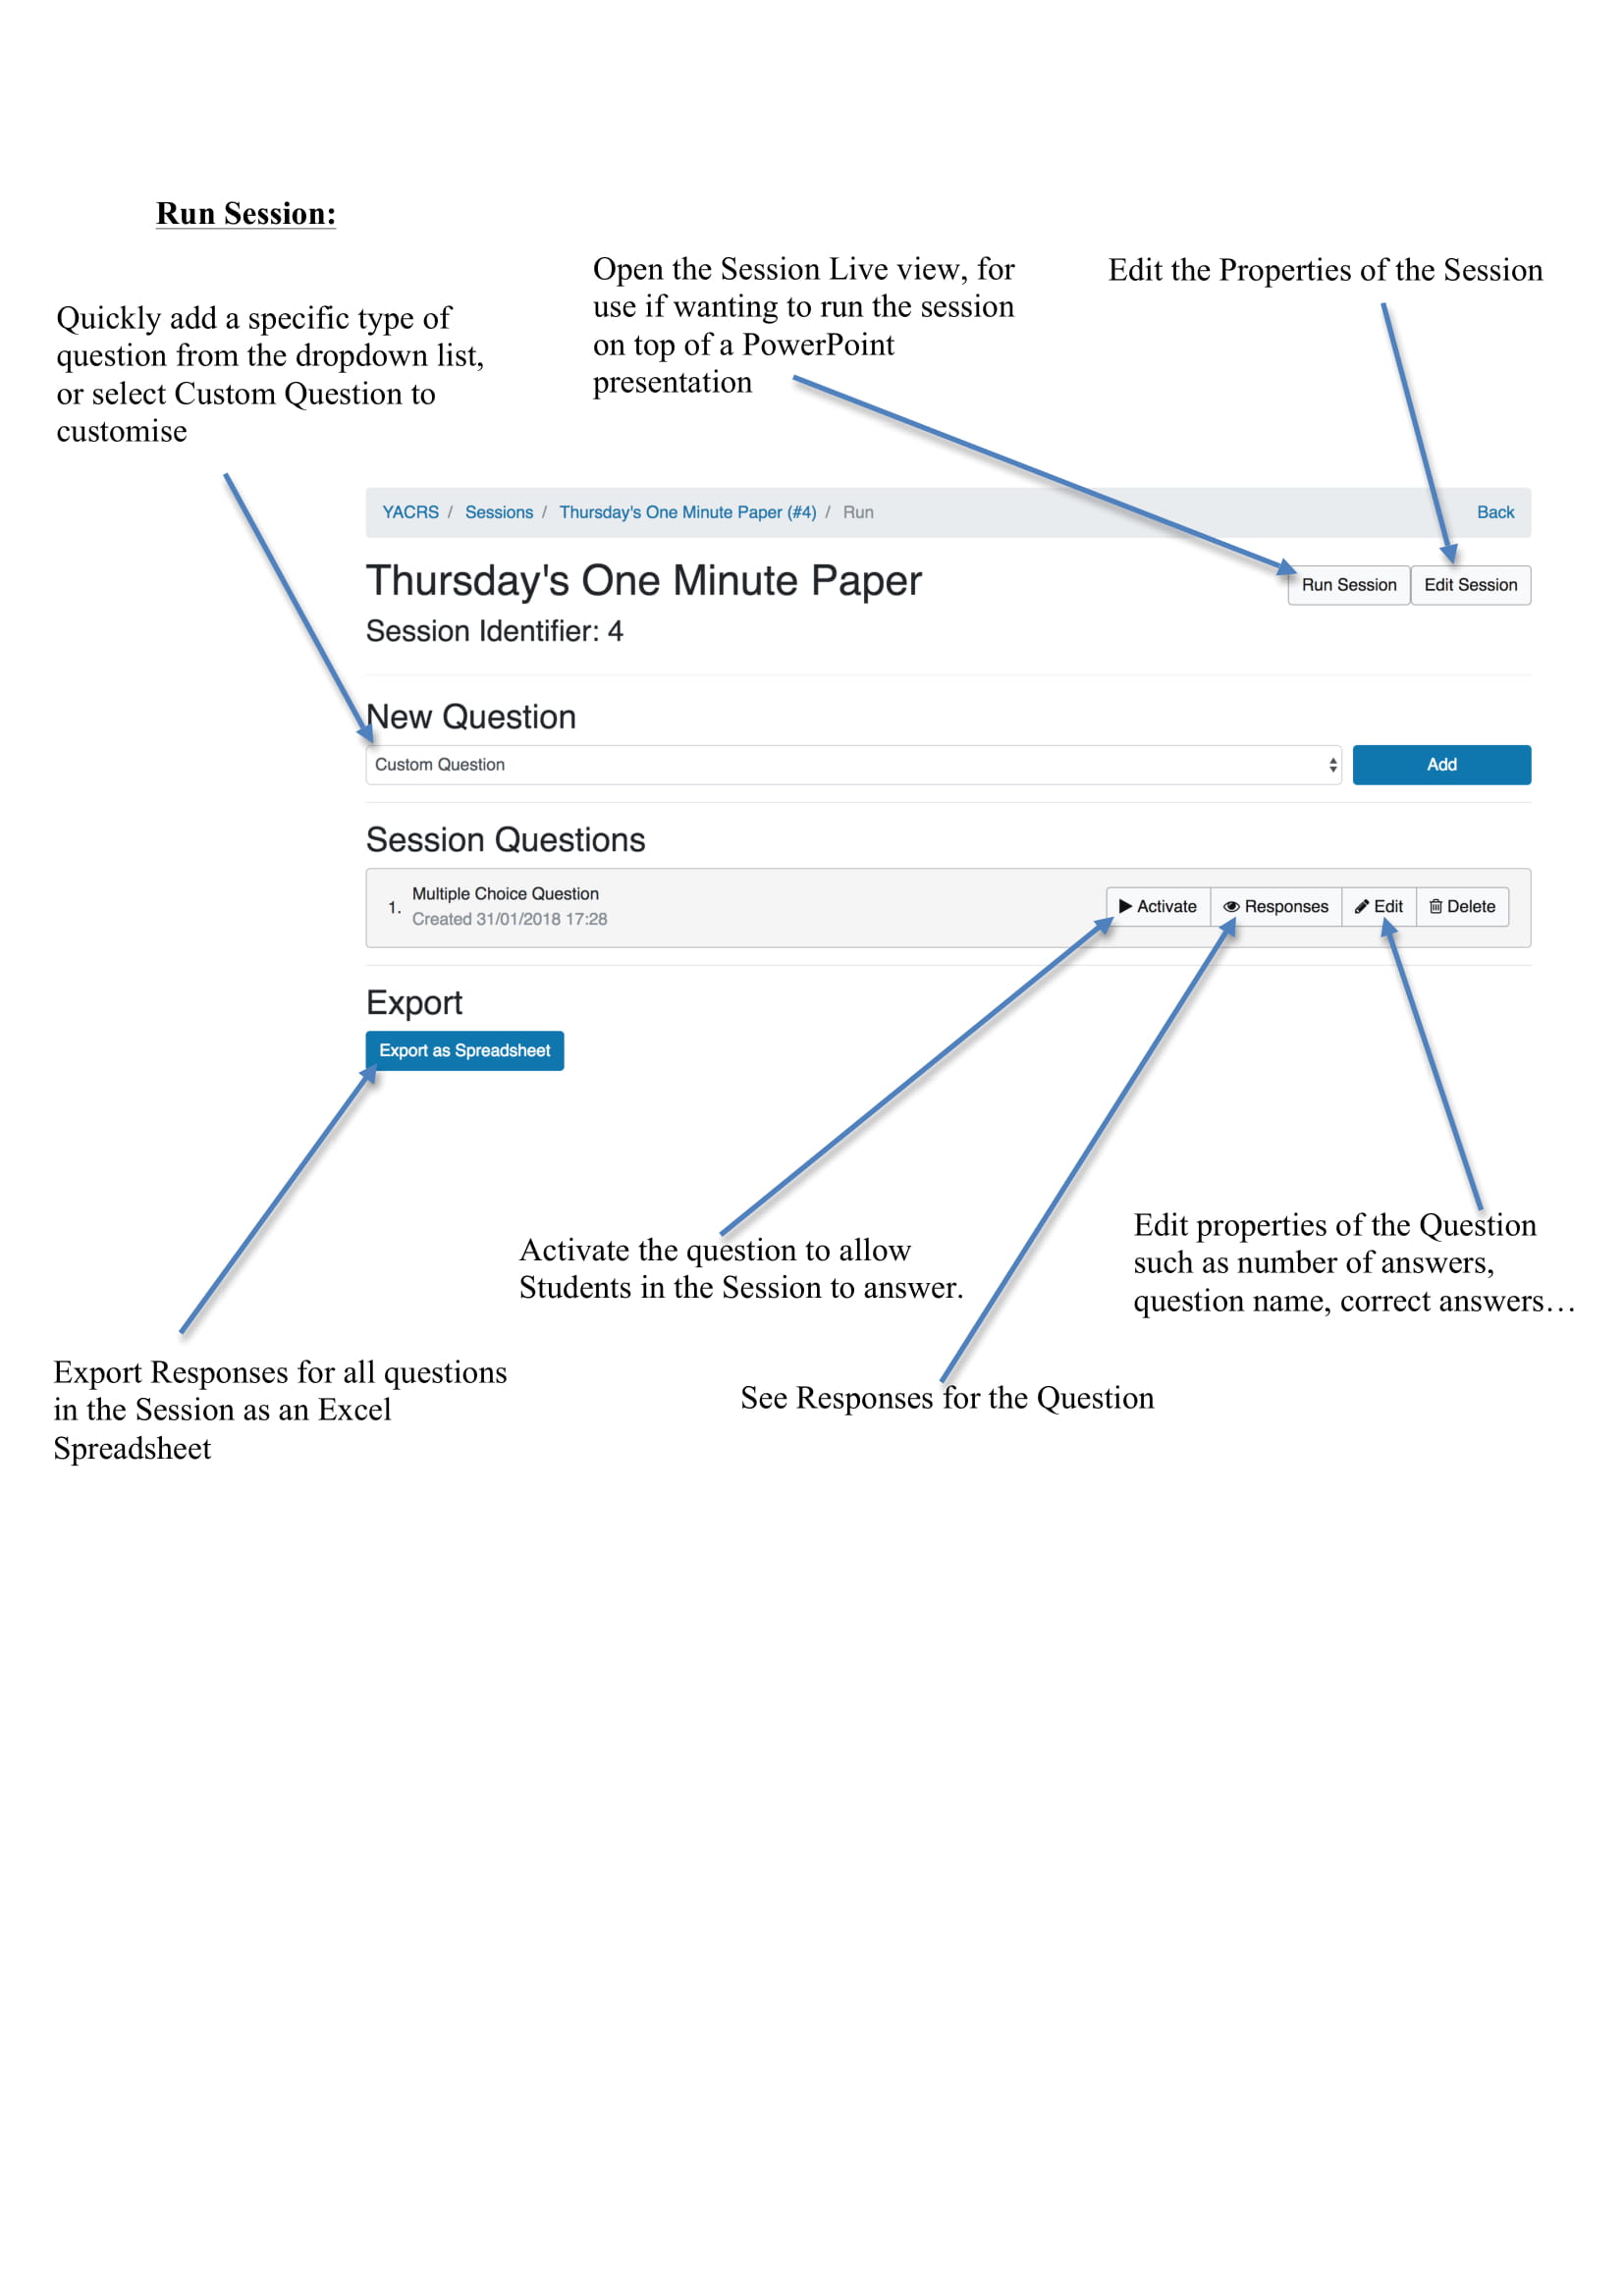 Run Session:
Open the Session Live view, for
use if wanting to run the session
on top of a PowerPoint
presentation
Edit the Properties of the Session
Quickly add a specific type of
question from the dropdown list,
or select Custom Question to
customise
YACRS / Sessions / Thursday's One Minute Paper (#4) / Run
Back
Thursday's One Minute Paper
Run Session
Edit Session
Session Identifier: 4
New Question
Custom Question
Add
Session Questions
1.
Multiple Choice Question
Created 31/01/2018 17:28
Activate
Responses
Edit
Delete
Export
Export as Spreadsheet
Activate the question to allow
Students in the Session to answer.
Edit properties of the Question
such as number of answers,
question name, correct answers…
Export Responses for all questions
in the Session as an Excel
Spreadsheet
See Responses for the Question